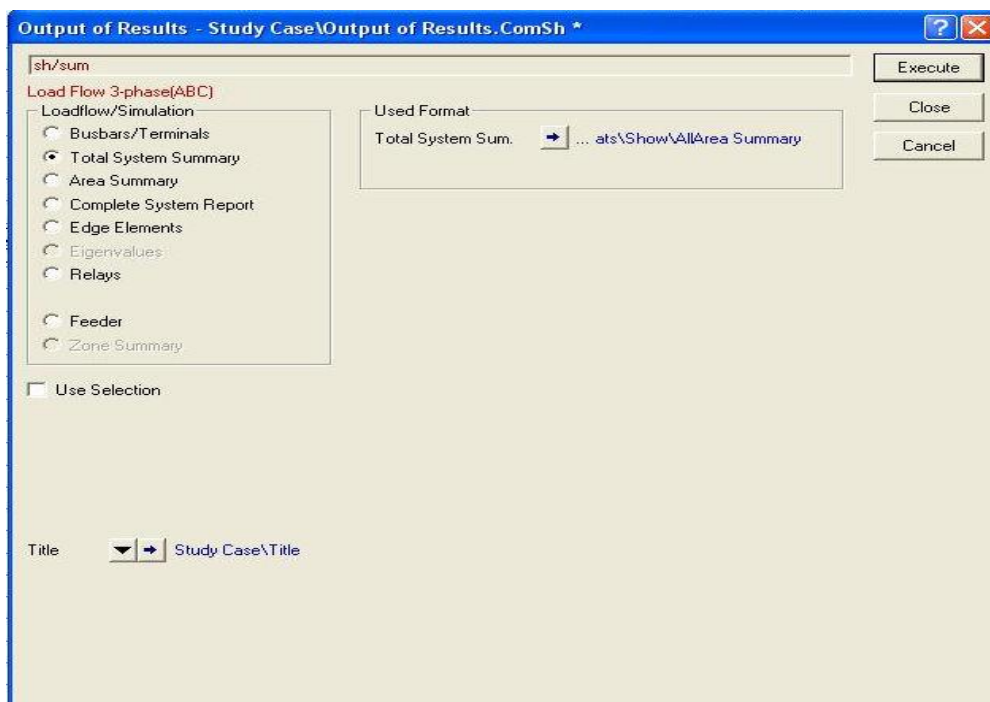 Output of Results - Study Case\Output of Results.ComSh *
sh/sum
Execute
Load Flow 3-phase(ABC)
Close
Cancel
Loadflow/Simulation
Busbars/Terminals
Total System Summary
Area Summary
Complete System Report
Edge Elements
Eigenvalues
Relays
Feeder
Zone Summary
Used Format
Total System Sum. ... ats\Show\AllArea Summary
Use Selection
Title Study Case\Title